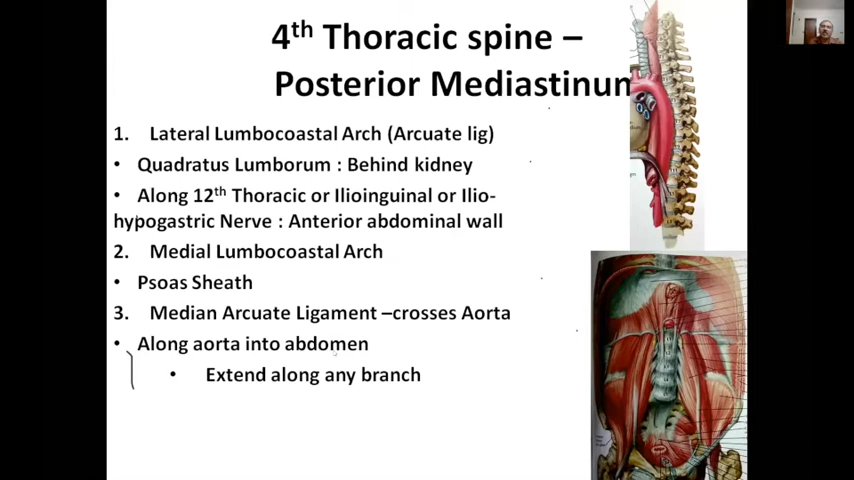 4th Thoracic spine –
Posterior Mediastinum
1. Lateral Lumbocoastal Arch (Arcuate lig)
• Quadratus Lumborum : Behind kidney
• Along 12th Thoracic or Ilioinguinal or Ilio-
hypogastric Nerve : Anterior abdominal wall
2. Medial Lumbocoastal Arch
• Psoas Sheath
3. Median Arcuate Ligament –crosses Aorta
• Along aorta into abdomen
• Extend along any branch